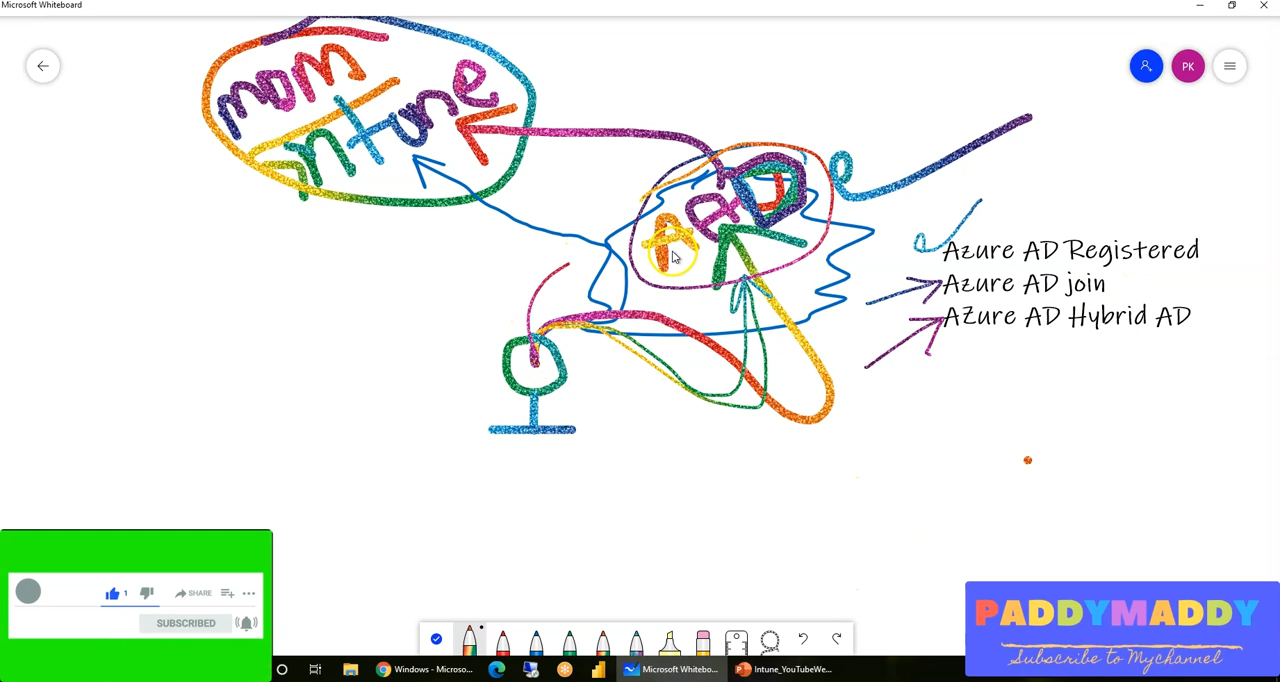 Microsoft Whiteboard
PK
MDM
Intune
AAD
Azure AD Registered
Azure AD join
AZure AD Hybrid AD
1
SHARE
SUBSCRIBED
PADDYMADDY
Subscribe to Mychannel
Windows - Microso...
Microsoft Whitebo...
Intune_YouTubeWe...